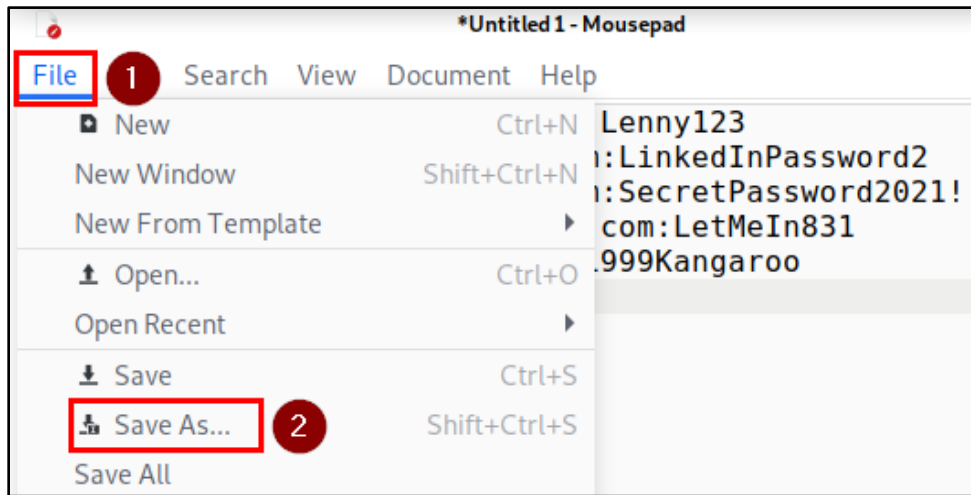 *Untitled 1 - Mousepad
File 1 Search View Document Help
New Ctrl+N Lenny123
New Window Shift+Ctrl+N :LinkedInPassword2
:SecretPassword2021!
New From Template com:LetMeIn831
999Kangaroo
Open... Ctrl+O
Open Recent
Save Ctrl+S
Save As... 2 Shift+Ctrl+S
Save All